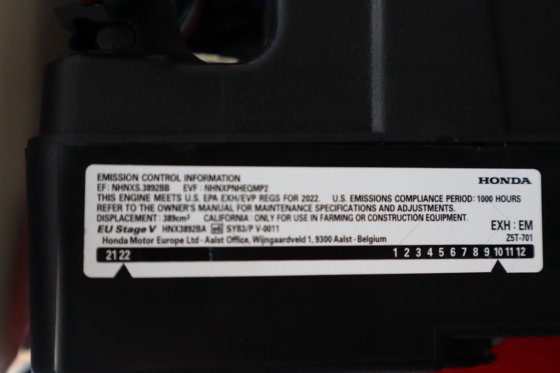 EMISSION CONTROL INFORMATION HONDA
EF: NHNXS.3892BB EVF: NHNXPNHEQMP2
THIS ENGINE MEETS U.S. EPA EXH/EVP REGS FOR 2022. U.S. EMISSIONS COMPLIANCE PERIOD: 1000 HOURS
REFER TO THE OWNER'S MANUAL FOR MAINTENANCE SPECIFICATIONS AND ADJUSTMENTS.
DISPLACEMENT: 389cm³ CALIFORNIA: ONLY FOR USE IN FARMING OR CONSTRUCTION EQUIPMENT.
EU Stage V HNX3892BA e6 SYB3/P V-0011 EXH: EM
Honda Motor Europe Ltd - Aalst Office, Wijngaardveld 1, 9300 Aalst - Belgium Z5T-701
21 22 1 2 3 4 5 6 7 8 9 10 11 12